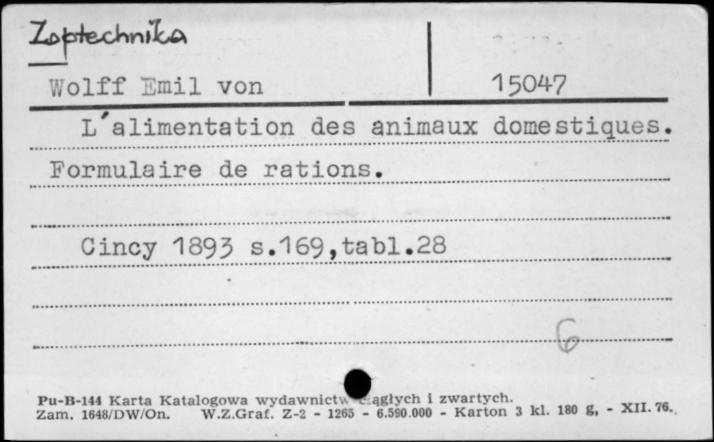 Zootechnika
Wolff Emil von 15047
L'alimentation des animaux domestiques.
Formulaire de rations.
Cincy 1893 s.169,tabl.28
6
Pu-B-144 Karta Katalogowa wydawnictw ciągłych i zwartych.
Zam. 1648/DW/On. W.Z.Graf. Z-2 - 1265 - 6.590.000 - Karton 3 kl. 180 g, - XII. 76.